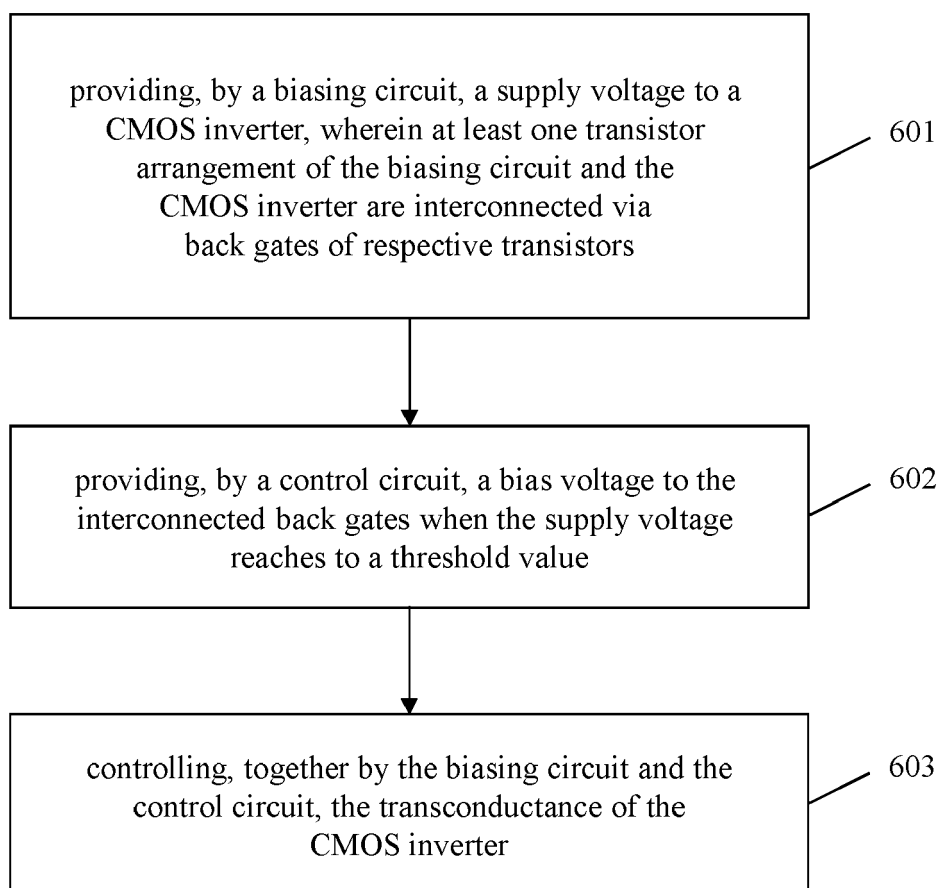 providing, by a biasing circuit, a supply voltage to a
CMOS inverter, wherein at least one transistor
arrangement of the biasing circuit and the
CMOS inverter are interconnected via
back gates of respective transistors
601
providing, by a control circuit, a bias voltage to the
interconnected back gates when the supply voltage
reaches to a threshold value
602
controlling, together by the biasing circuit and the
control circuit, the transconductance of the
CMOS inverter
603